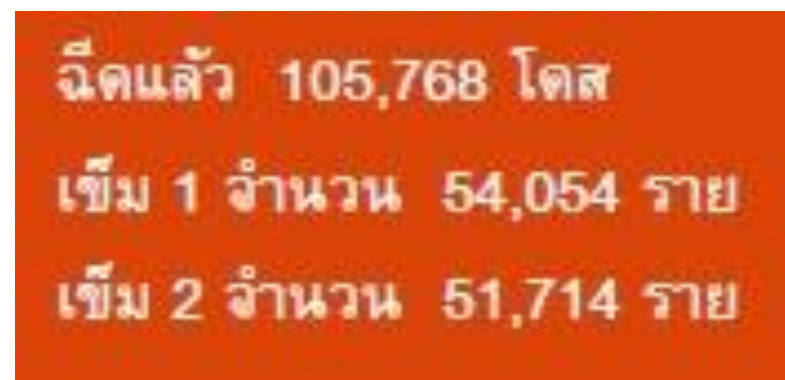 ฉีดแล้ว 105,768 โดส
เข็ม 1 จำนวน 54,054 ราย
เข็ม 2 จำนวน 51,714 ราย